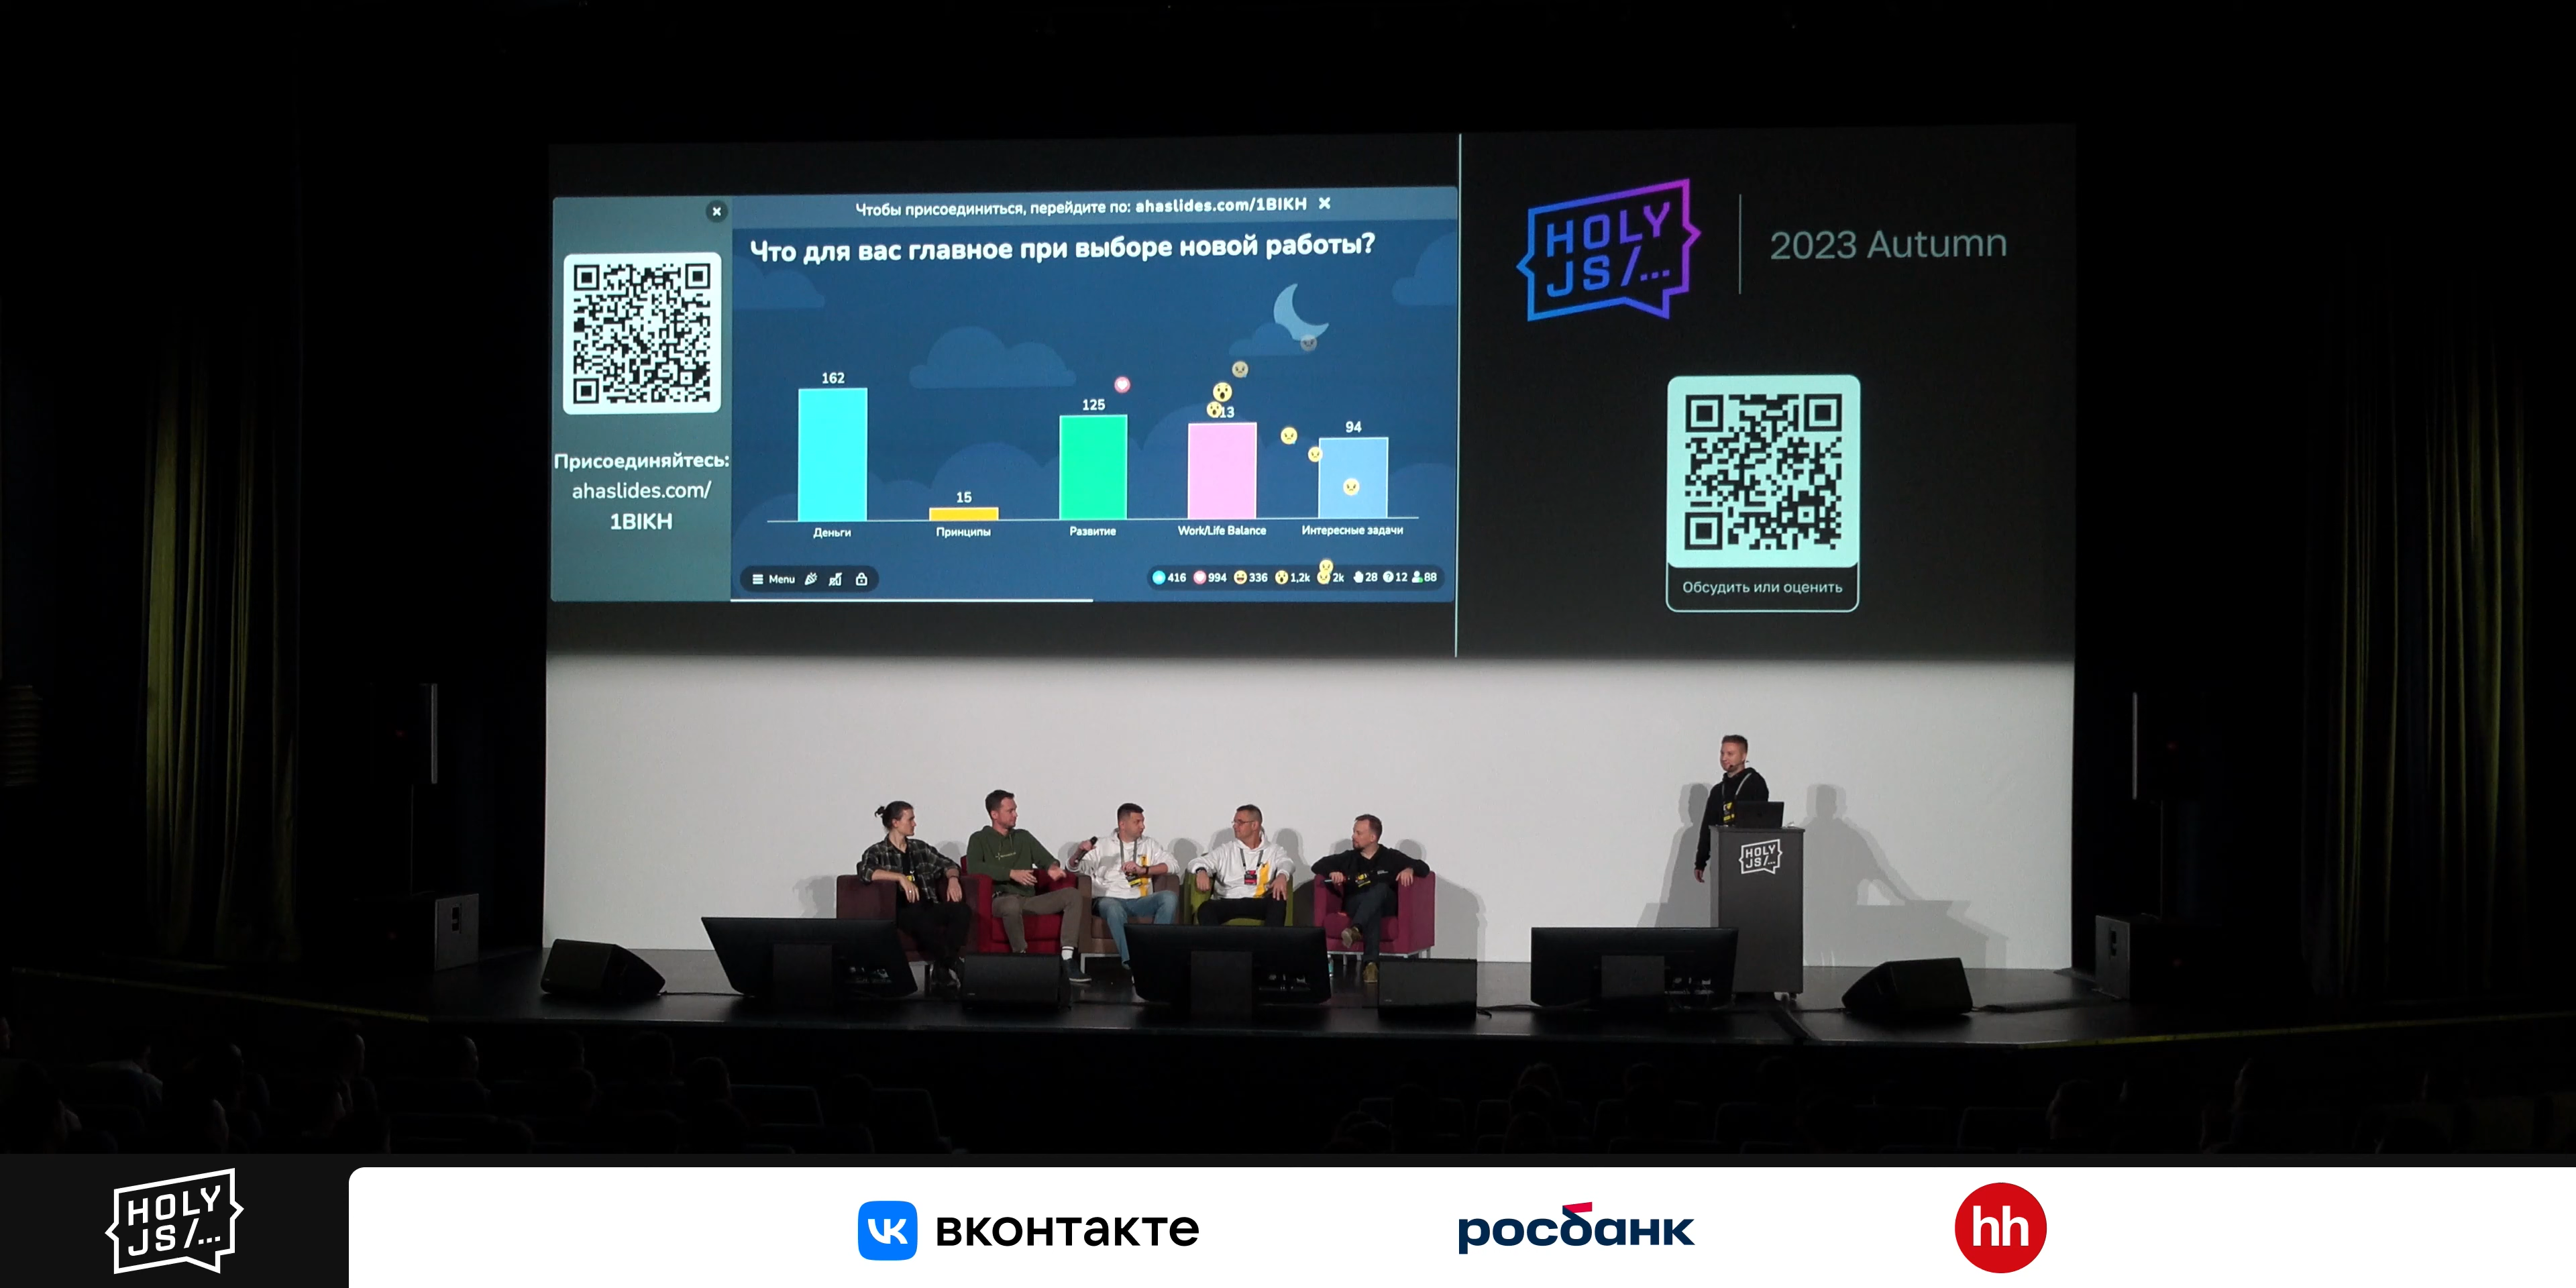 Чтобы присоединиться, перейдите по: ahaslides.com/1BIKH
Что для вас главное при выборе новой работы?
Присоединяйтесь:
ahaslides.com/
1BIKH
162
15
125
94
Деньги
Принципы
Развитие
Work/Life Balance
Интересные задачи
Menu
416 994 336 1,2k 2k 28 12 88
HOLY
JS/...
2023 Autumn
Обсудить или оценить
HOLY
JS/...
HOLY
JS/...
вконтакте
росбанк
hh